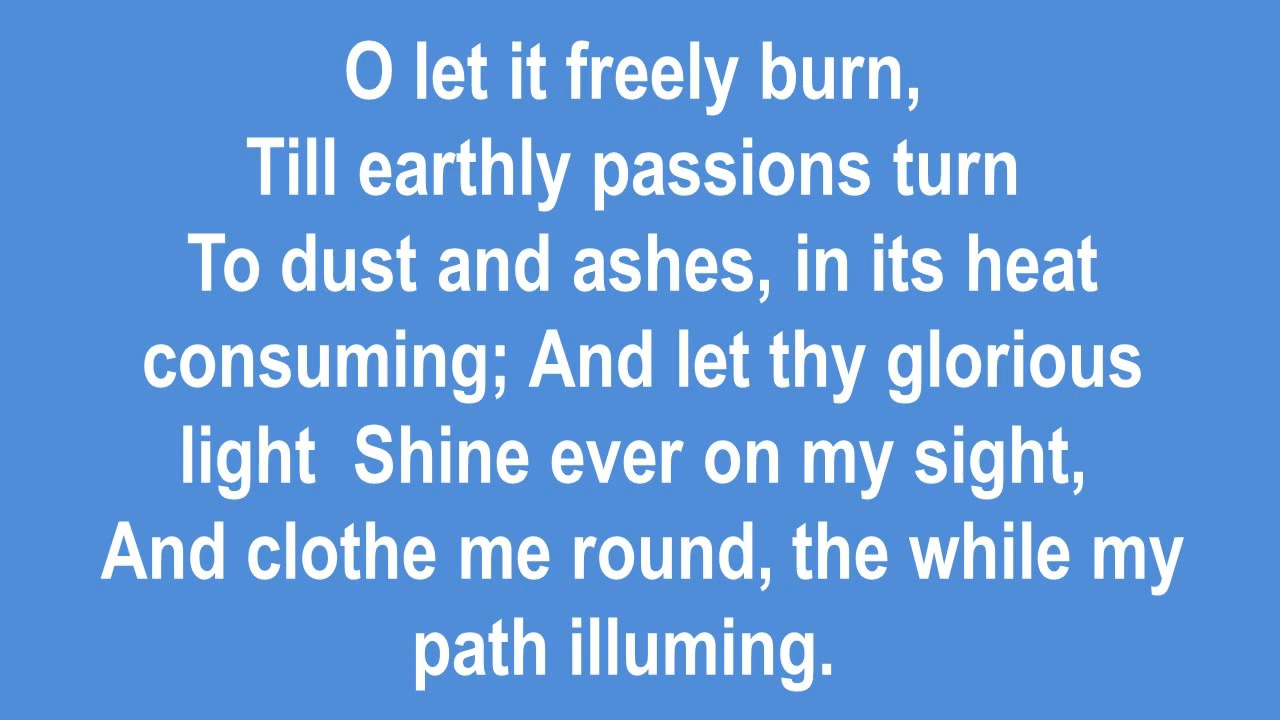 O let it freely burn,
Till earthly passions turn
To dust and ashes, in its heat
consuming; And let thy glorious
light  Shine ever on my sight,
And clothe me round, the while my
path illuming.